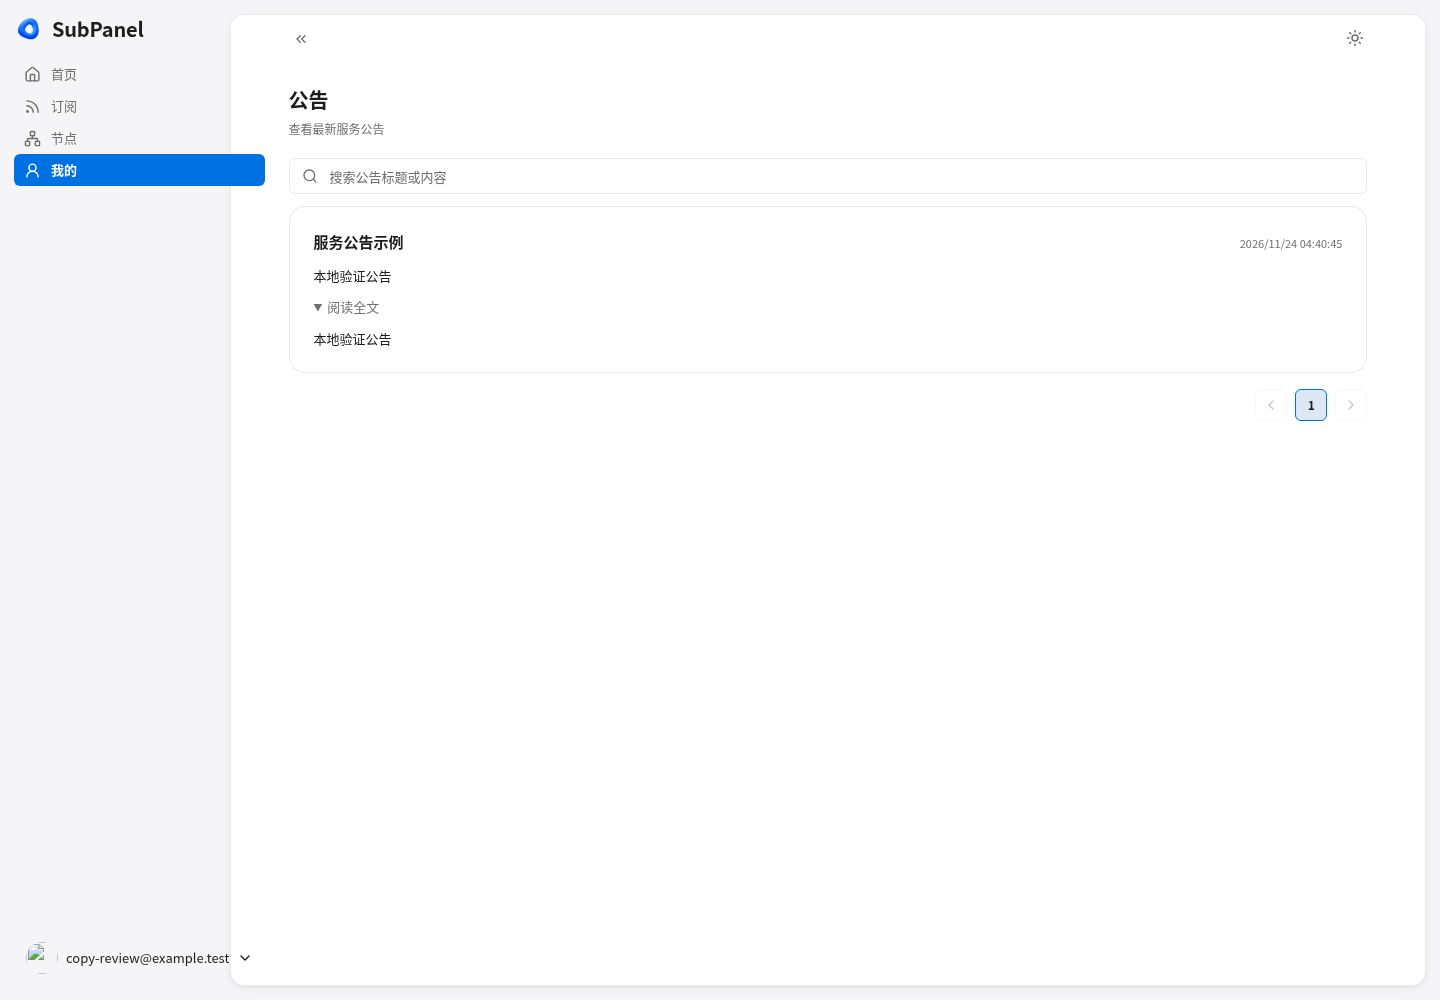 SubPanel
首页
订阅
节点
我的
公告
查看最新服务公告
搜索公告标题或内容
服务公告示例
2026/11/24 04:40:45
本地验证公告
阅读全文
本地验证公告
1
copy-review@example.test